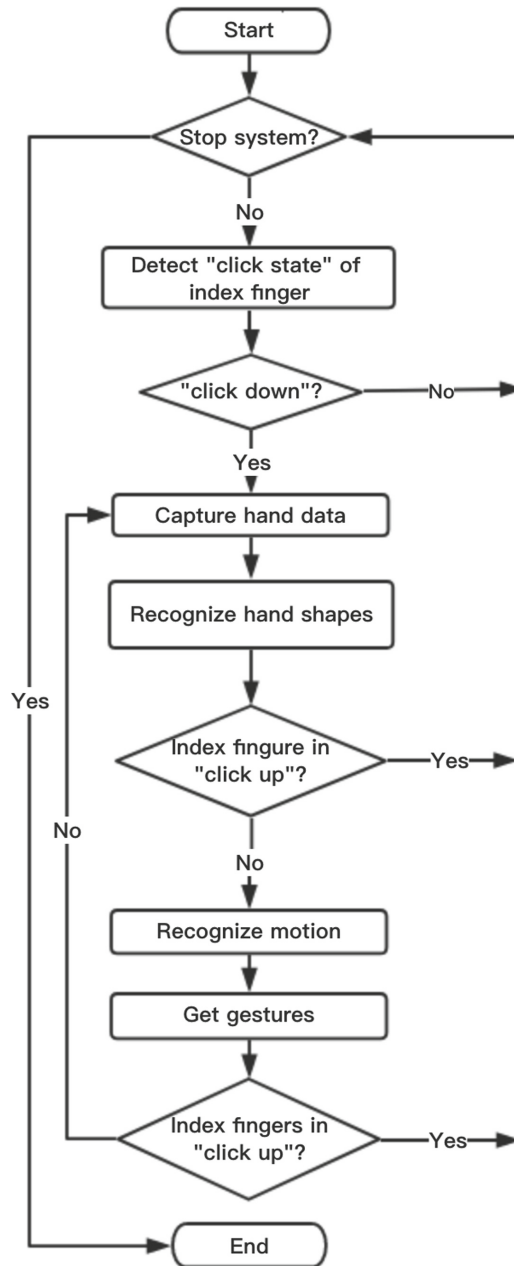 Start
Stop system?
No
Detect "click state" of
index finger
"click down"?
No
Yes
Capture hand data
Recognize hand shapes
Yes
Index fingure in
"click up"?
Yes
No
No
Recognize motion
Get gestures
Index fingers in
"click up"?
Yes
End